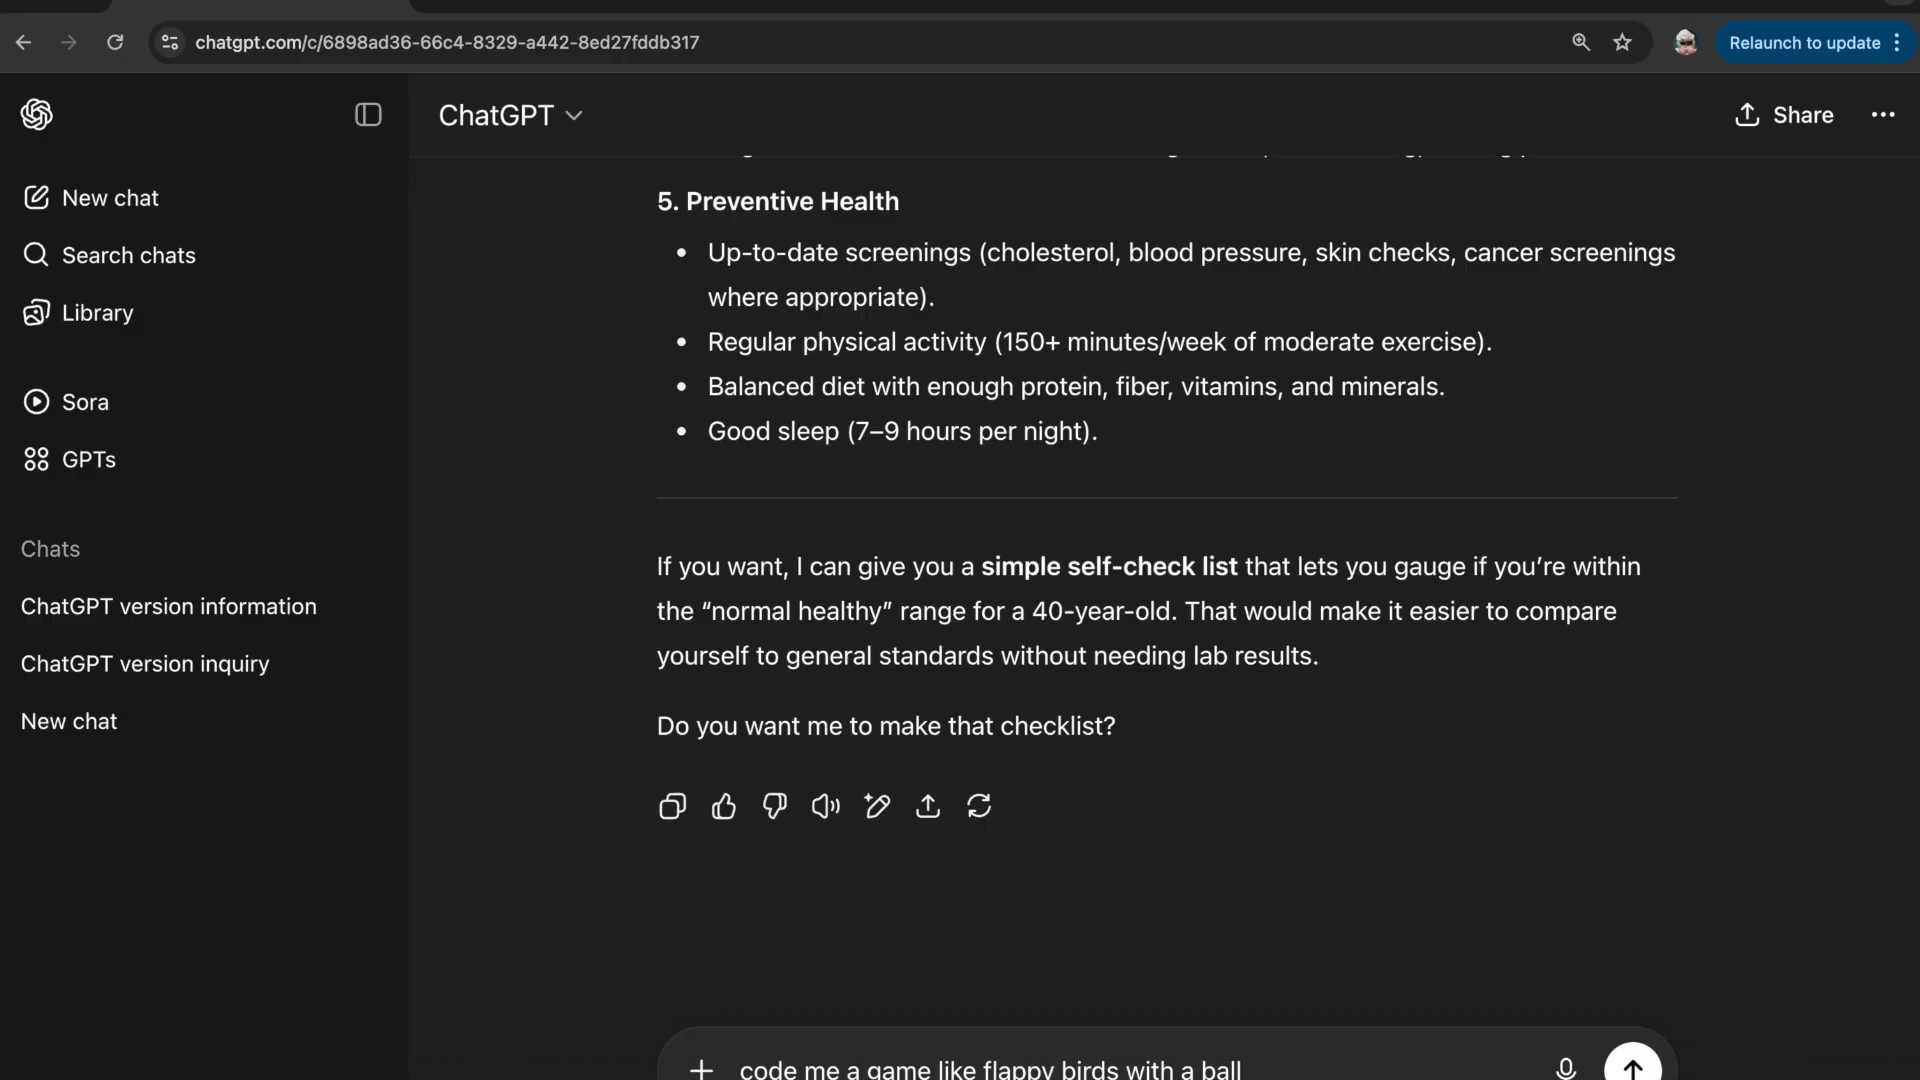 chatgpt.com/c/6898ad36-66c4-8329-a442-8ed27fddb317
Relaunch to update
ChatGPT
Share
New chat
Search chats
Library
Sora
GPTs
Chats
ChatGPT version information
ChatGPT version inquiry
New chat
5. Preventive Health
• Up-to-date screenings (cholesterol, blood pressure, skin checks, cancer screenings
where appropriate).
• Regular physical activity (150+ minutes/week of moderate exercise).
• Balanced diet with enough protein, fiber, vitamins, and minerals.
• Good sleep (7–9 hours per night).
If you want, I can give you a simple self-check list that lets you gauge if you’re within
the “normal healthy” range for a 40-year-old. That would make it easier to compare
yourself to general standards without needing lab results.
Do you want me to make that checklist?
code me a game like flappy birds with a ball